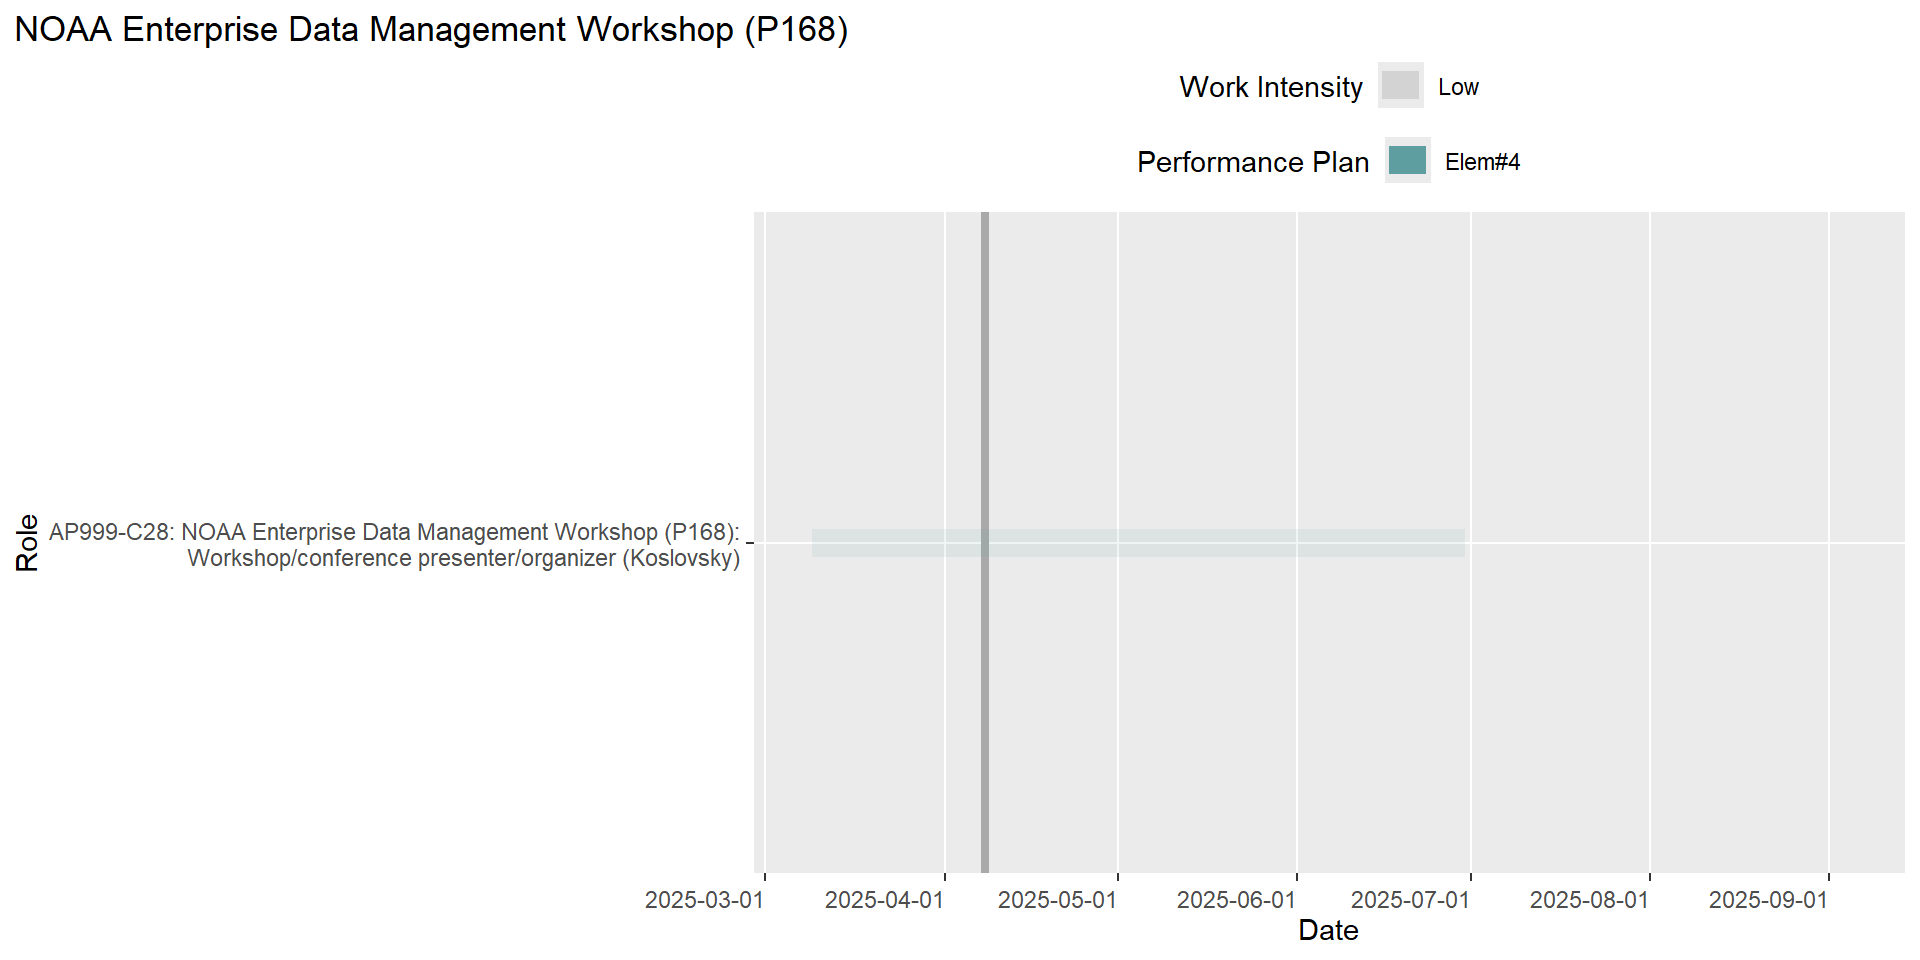 NOAA Enterprise Data Management Workshop (P168)
Work Intensity Low
Performance Plan Elem#4
Role
AP999-C28: NOAA Enterprise Data Management Workshop (P168):
Workshop/conference presenter/organizer (Koslovsky)
2025-03-01 2025-04-01 2025-05-01 2025-06-01 2025-07-01 2025-08-01 2025-09-01
Date